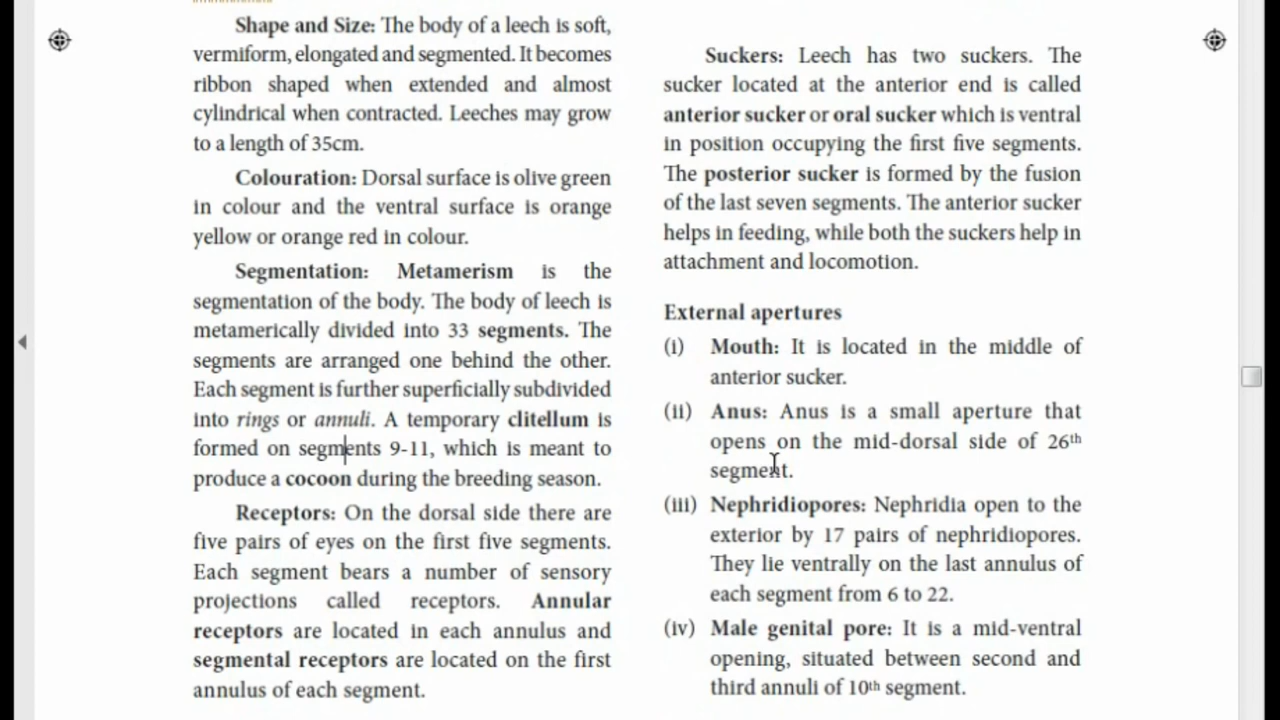 Shape and Size: The body of a leech is soft,
vermiform, elongated and segmented. It becomes
ribbon shaped when extended and almost
cylindrical when contracted. Leeches may grow
to a length of 35cm.
Colouration: Dorsal surface is olive green
in colour and the ventral surface is orange
yellow or orange red in colour.
Segmentation: Metamerism is the
segmentation of the body. The body of leech is
metamerically divided into 33 segments. The
segments are arranged one behind the other.
Each segment is further superficially subdivided
into rings or annuli. A temporary clitellum is
formed on segments 9-11, which is meant to
produce a cocoon during the breeding season.
Receptors: On the dorsal side there are
five pairs of eyes on the first five segments.
Each segment bears a number of sensory
projections called receptors. Annular
receptors are located in each annulus and
segmental receptors are located on the first
annulus of each segment.
Suckers: Leech has two suckers. The
sucker located at the anterior end is called
anterior sucker or oral sucker which is ventral
in position occupying the first five segments.
The posterior sucker is formed by the fusion
of the last seven segments. The anterior sucker
helps in feeding, while both the suckers help in
attachment and locomotion.
External apertures
(i) Mouth: It is located in the middle of
anterior sucker.
(ii) Anus: Anus is a small aperture that
opens on the mid-dorsal side of 26th
segment.
(iii) Nephridiopores: Nephridia open to the
exterior by 17 pairs of nephridiopores.
They lie ventrally on the last annulus of
each segment from 6 to 22.
(iv) Male genital pore: It is a mid-ventral
opening, situated between second and
third annuli of 10th segment.